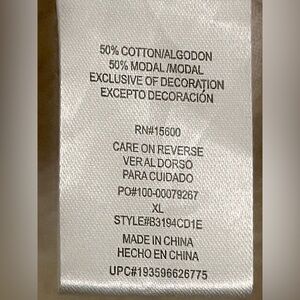 50% COTTON/ALGODON
50% MODAL/MODAL
EXCLUSIVE OF DECORATION
EXCEPTO DECORACIÓN
RN#15600
CARE ON REVERSE
VER AL DORSO
PARA CUIDADO
PO#100-00079267
XL
STYLE#B3194CD1E
MADE IN CHINA
HECHO EN CHINA
UPC#193596626775